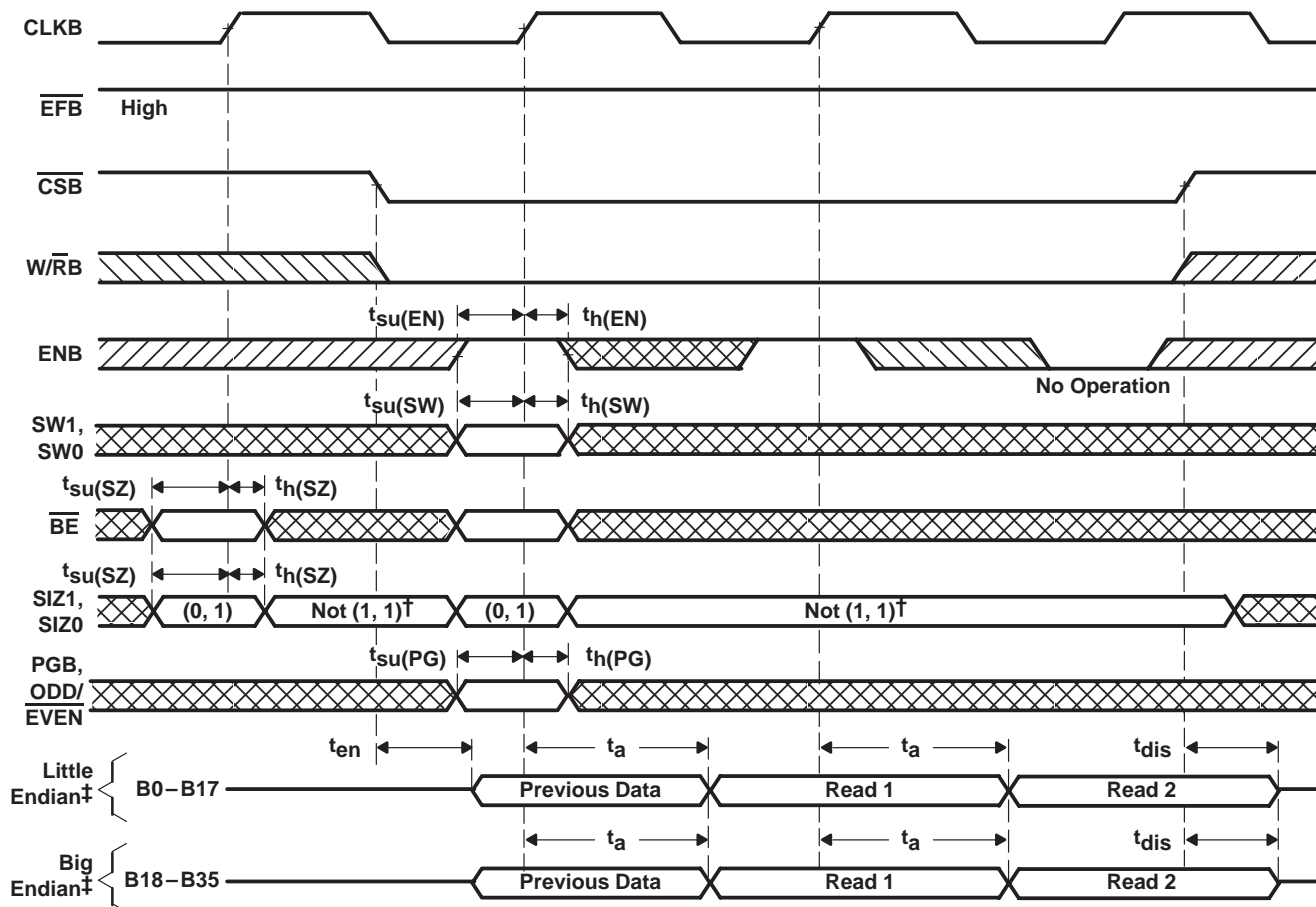 CLKB
EFB
High
CSB
W/RB
tsu(EN)
th(EN)
ENB
No Operation
tsu(SW)
th(SW)
SW1,
SW0
tsu(SZ)
th(SZ)
BE
tsu(SZ)
th(SZ)
SIZ1,
SIZ0
(0, 1)
Not (1, 1)†
(0, 1)
Not (1, 1)†
tsu(PG)
th(PG)
PGB,
ODD/
EVEN
ten
ta
ta
tdis
Little
Endian‡
B0–B17
Previous Data
Read 1
Read 2
ta
ta
tdis
Big
Endian‡
B18–B35
Previous Data
Read 1
Read 2